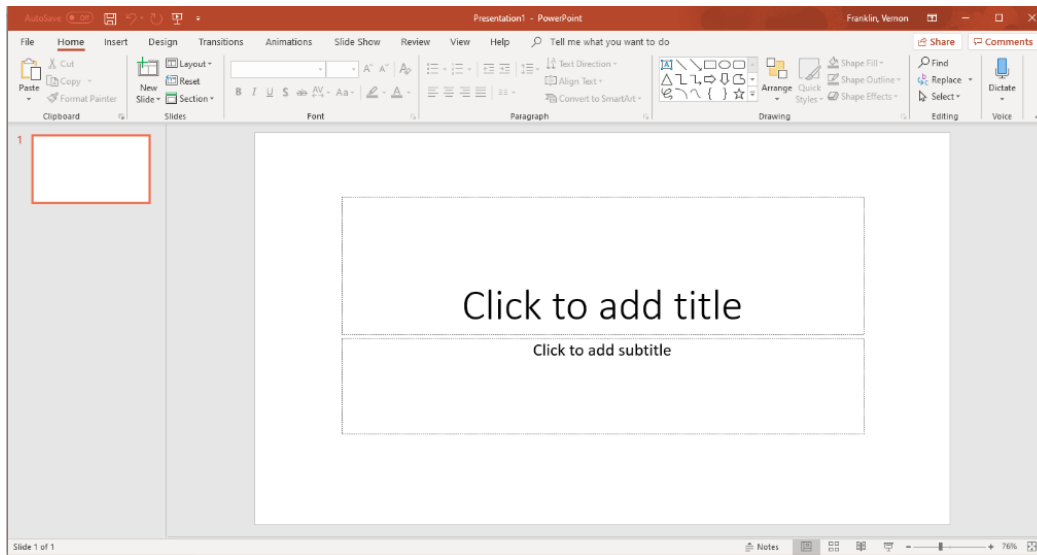 AutoSave Off Presentation1 - PowerPoint Franklin, Vernon
File Home Insert Design Transitions Animations Slide Show Review View Help Tell me what you want to do Share Comments
Paste
Cut
Copy
Format Painter
Clipboard
New
Slide
Layout
Reset
Section
Slides
B I U S ab AV Aa A
A A A
Font
Text Direction
Align Text
Convert to SmartArt
Paragraph
Arrange
Quick
Styles
Shape Fill
Shape Outline
Shape Effects
Drawing
Find
Replace
Select
Editing
Dictate
Voice
1
Click to add title
Click to add subtitle
Slide 1 of 1 Notes 76%